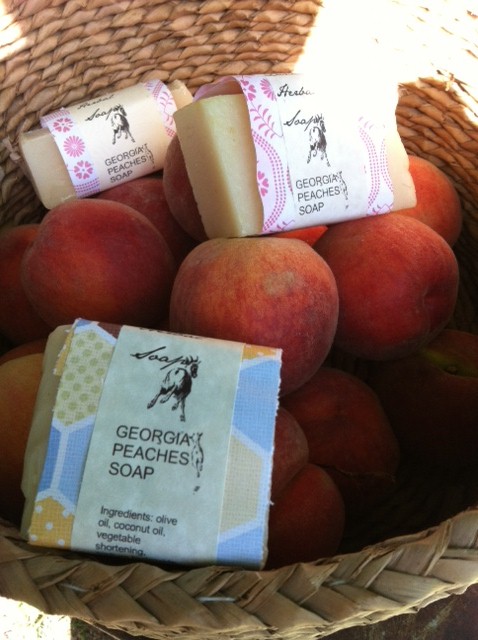 Herbal
Soap
GEORGIA
PEACHES
SOAP
Herbal
Soap
GEORGIA
PEACHES
SOAP
Soap
GEORGIA
PEACHES
SOAP
Ingredients: olive
oil, coconut oil,
vegetable
shortening,